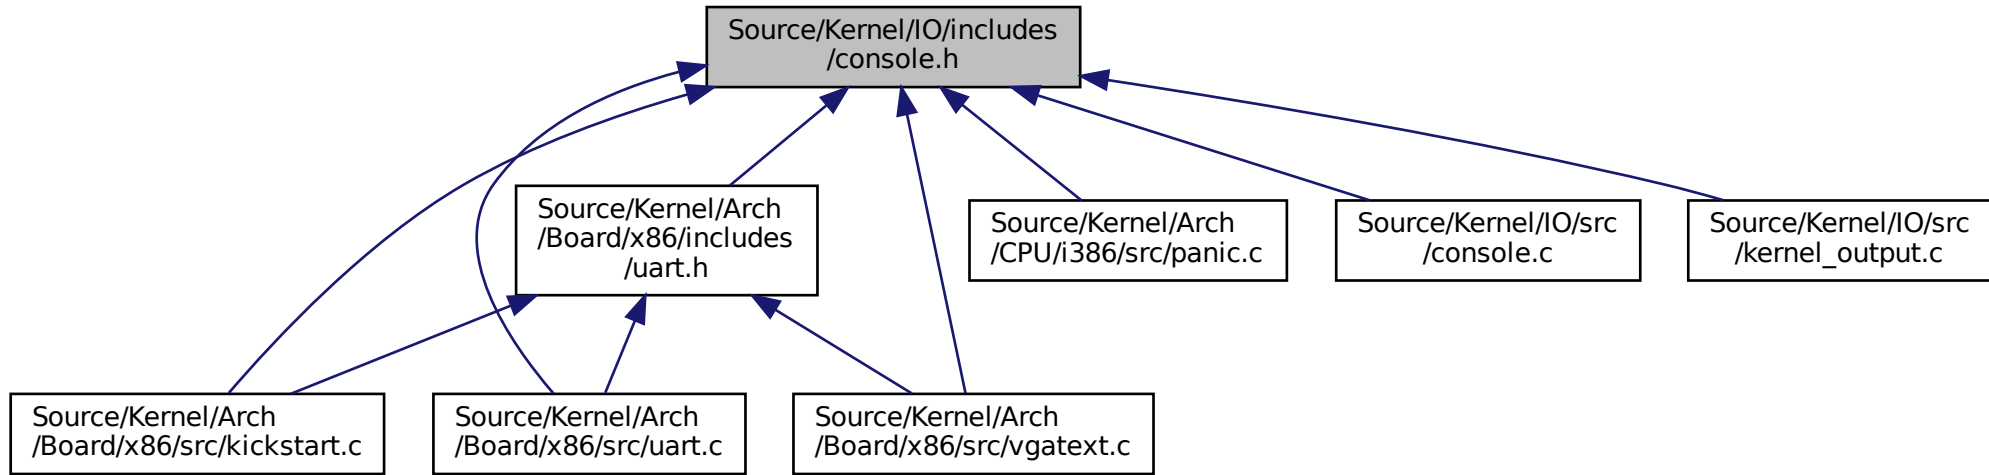 Source/Kernel/IO/includes
/console.h
Source/Kernel/Arch
/Board/x86/includes
/uart.h
Source/Kernel/Arch
/CPU/i386/src/panic.c
Source/Kernel/IO/src
/console.c
Source/Kernel/IO/src
/kernel_output.c
Source/Kernel/Arch
/Board/x86/src/kickstart.c
Source/Kernel/Arch
/Board/x86/src/uart.c
Source/Kernel/Arch
/Board/x86/src/vgatext.c